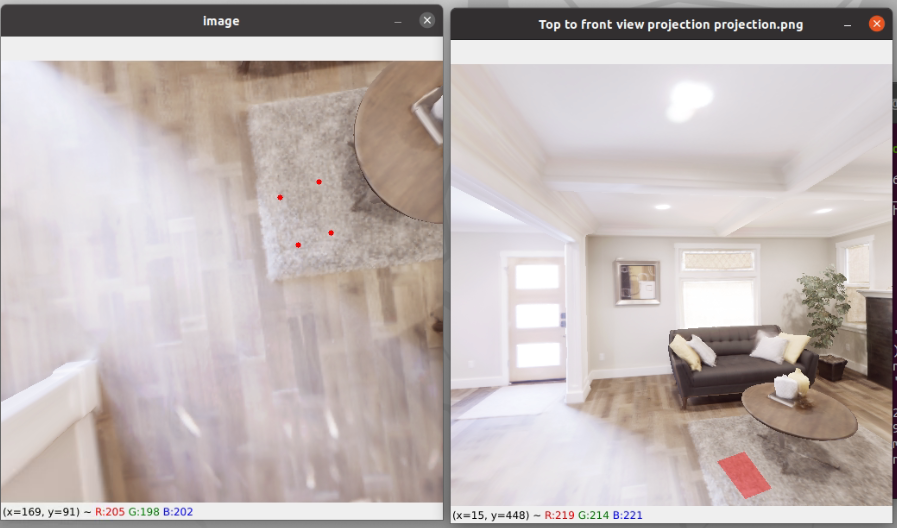 image
Top to front view projection projection.png
(x=169, y=91) ~ R:205 G:198 B:202
(x=15, y=448) ~ R:219 G:214 B:221